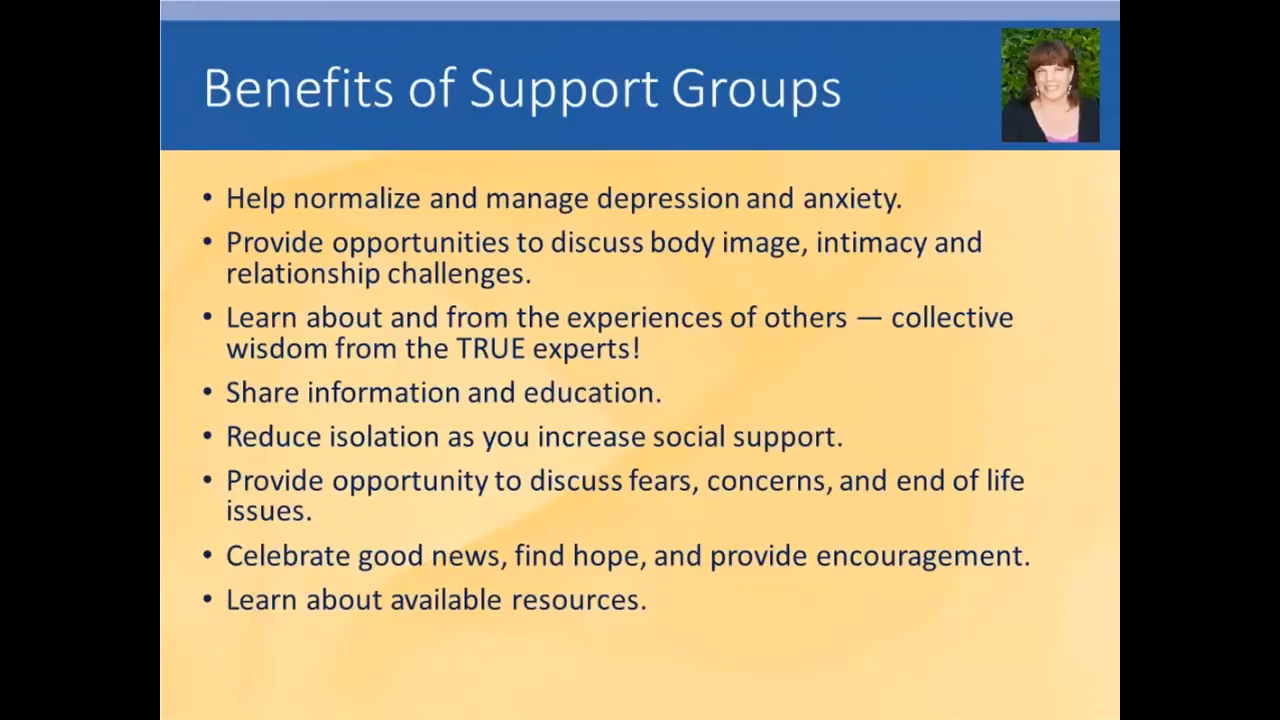 Benefits of Support Groups
• Help normalize and manage depression and anxiety.
• Provide opportunities to discuss body image, intimacy and
relationship challenges.
• Learn about and from the experiences of others — collective
wisdom from the TRUE experts!
• Share information and education.
• Reduce isolation as you increase social support.
• Provide opportunity to discuss fears, concerns, and end of life
issues.
• Celebrate good news, find hope, and provide encouragement.
• Learn about available resources.